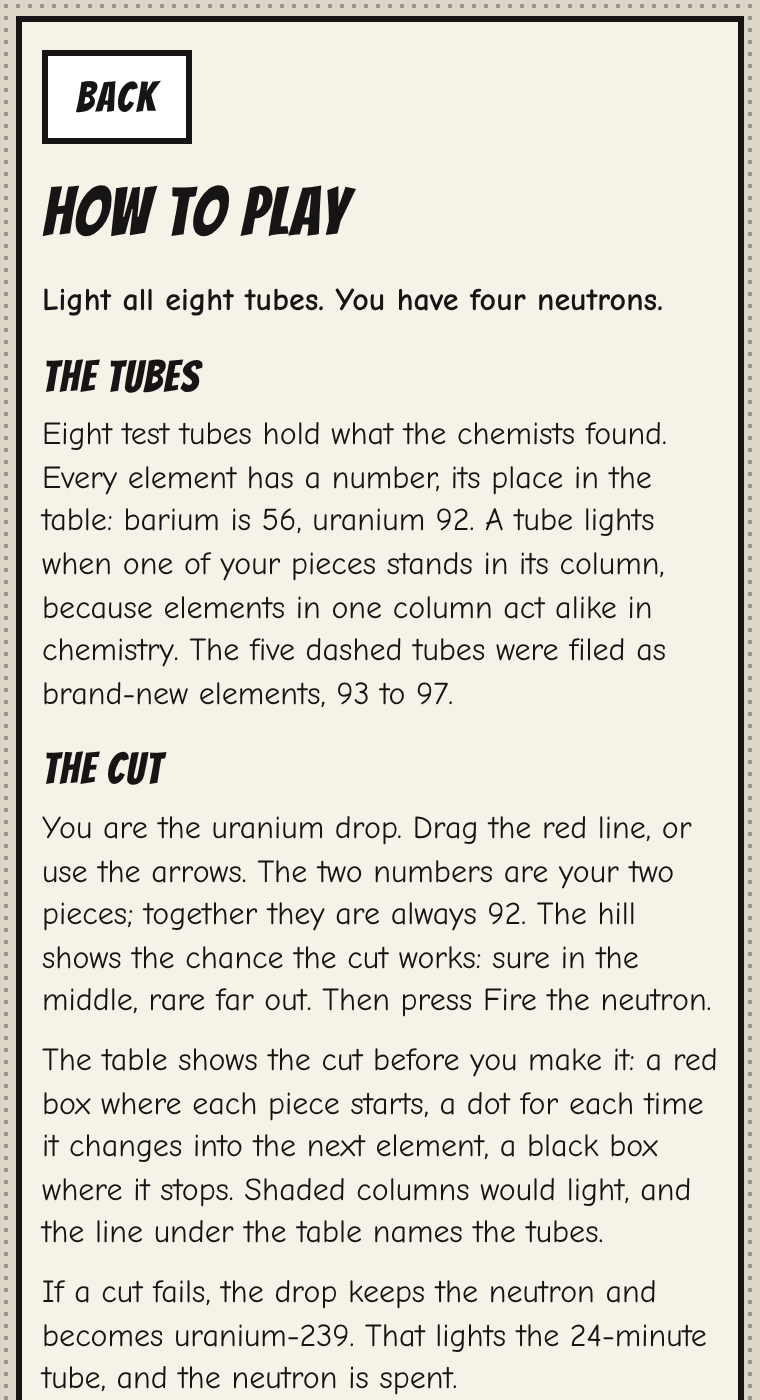 BACK
HOW TO PLAY
Light all eight tubes. You have four neutrons.
THE TUBES
Eight test tubes hold what the chemists found.
Every element has a number, its place in the
table: barium is 56, uranium 92. A tube lights
when one of your pieces stands in its column,
because elements in one column act alike in
chemistry. The five dashed tubes were filed as
brand-new elements, 93 to 97.
THE CUT
You are the uranium drop. Drag the red line, or
use the arrows. The two numbers are your two
pieces; together they are always 92. The hill
shows the chance the cut works: sure in the
middle, rare far out. Then press Fire the neutron.
The table shows the cut before you make it: a red
box where each piece starts, a dot for each time
it changes into the next element, a black box
where it stops. Shaded columns would light, and
the line under the table names the tubes.
If a cut fails, the drop keeps the neutron and
becomes uranium-239. That lights the 24-minute
tube, and the neutron is spent.